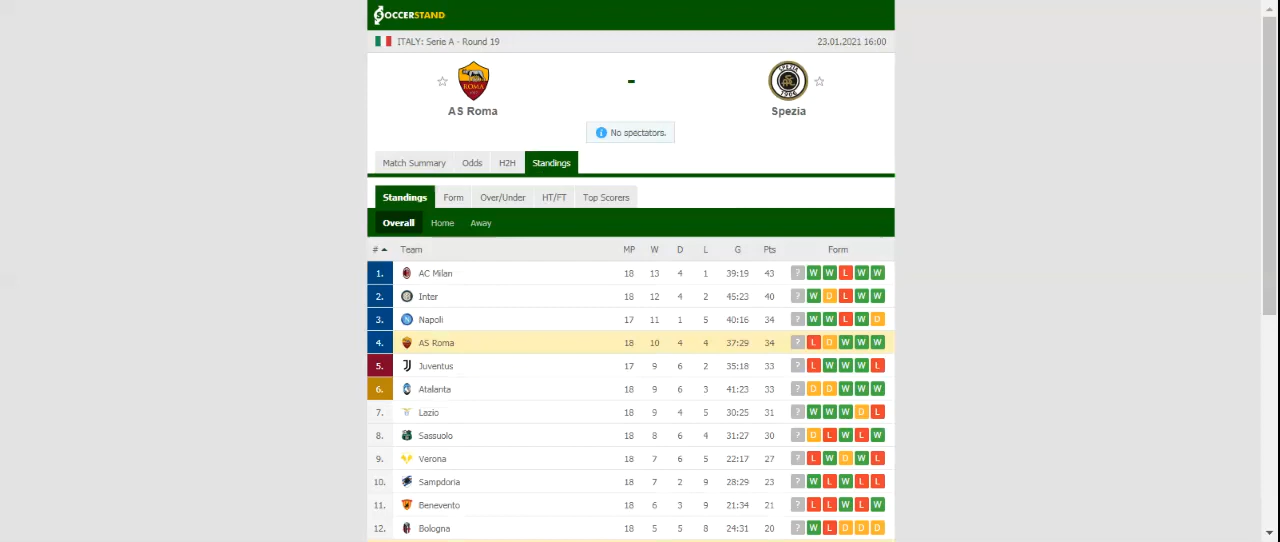 SOCCERSTAND
ITALY: Serie A - Round 19 23.01.2021 16:00
ROMA SPEZIA 1906
-
AS Roma Spezia
No spectators.
Match Summary Odds H2H Standings
Standings Form Over/Under HT/FT Top Scorers
Overall Home Away
# Team MP W D L G Pts Form
1. AC Milan 18 13 4 1 39:19 43 ? W W L W W
2. Inter 18 12 4 2 45:23 40 ? W D L W W
3. Napoli 17 11 1 5 40:16 34 ? W W L W D
4. AS Roma 18 10 4 4 37:29 34 ? L D W W W
5. Juventus 17 9 6 2 35:18 33 ? L W W W L
6. Atalanta 18 9 6 3 41:23 33 ? D D W W W
7. Lazio 18 9 4 5 30:25 31 ? W W W D L
8. Sassuolo 18 8 6 4 31:27 30 ? D L W L W
9. Verona 18 7 6 5 22:17 27 ? L W D W L
10. Sampdoria 18 7 2 9 28:29 23 ? W L W L L
11. Benevento 18 6 3 9 21:34 21 ? L L W L W
12. Bologna 18 5 5 8 24:31 20 ? W L D D D